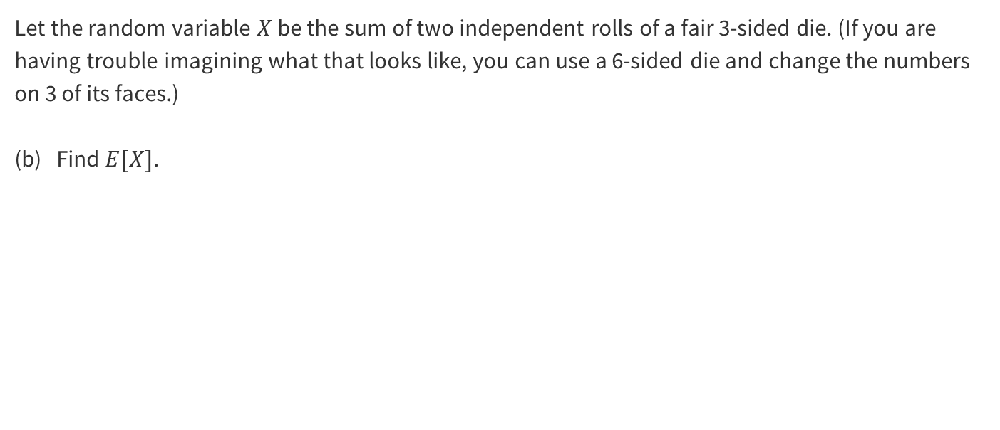 Let the random variable X be the sum of two independent rolls of a fair 3-sided die. (If you are
having trouble imagining what that looks like, you can use a 6-sided die and change the numbers
on 3 of its faces.)
(b) Find E[X].